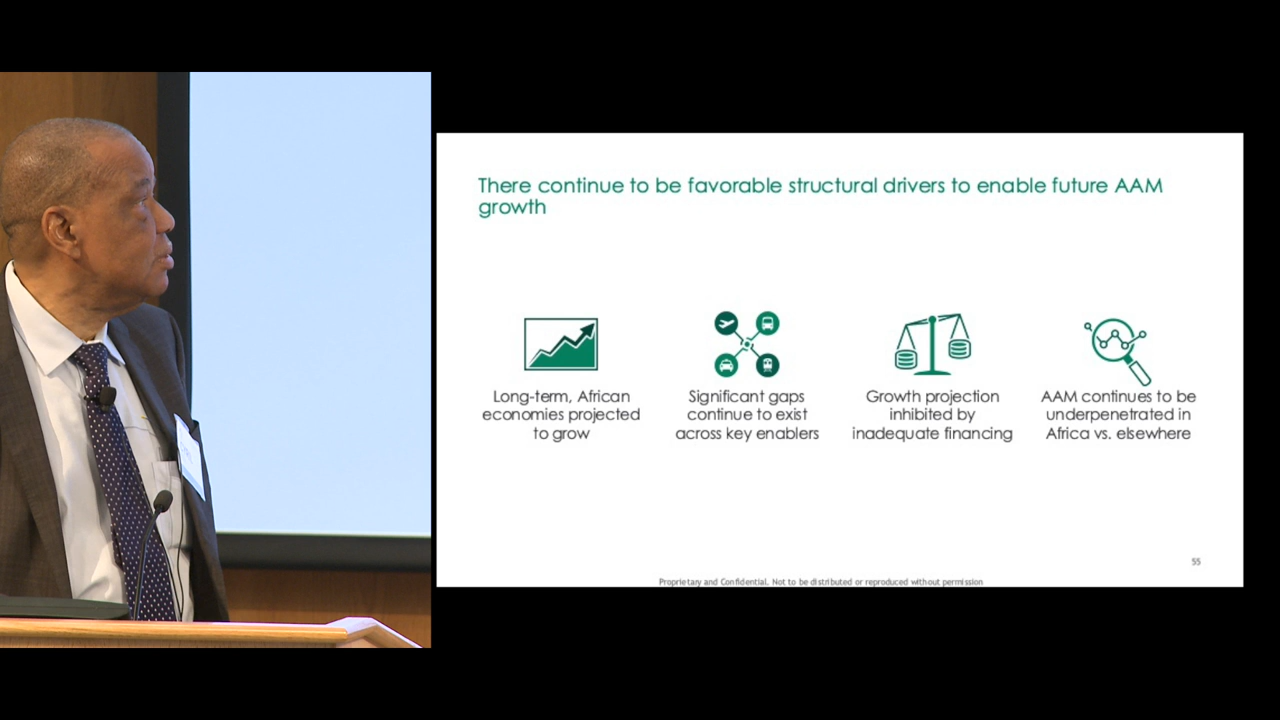 There continue to be favorable structural drivers to enable future AAM
growth
Long-term, African
economies projected
to grow
Significant gaps
continue to exist
across key enablers
Growth projection
inhibited by
inadequate financing
AAM continues to be
underpenetrated in
Africa vs. elsewhere
55
Proprietary and Confidential. Not to be distributed or reproduced without permission